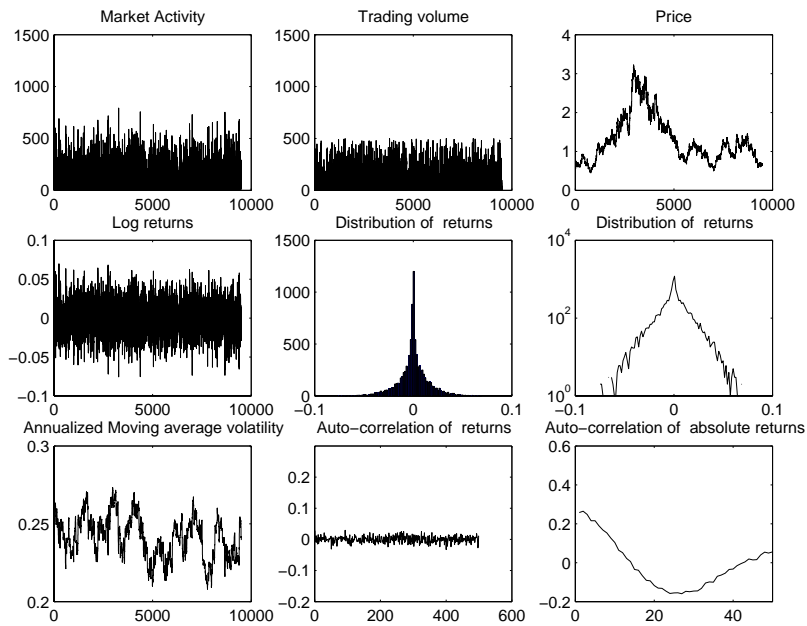 Market Activity
1500
1000
500
0
0 5000 10000
Trading volume
1500
1000
500
0
0 5000 10000
Price
4
3
2
1
0
0 5000 10000
Log returns
0.1
0.05
0
−0.05
−0.1
0 5000 10000
Distribution of returns
1500
1000
500
0
−0.1 0 0.1
Distribution of returns
10^4
10^2
10^0
−0.1 0 0.1
Annualized Moving average volatility
0.3
0.25
0.2
0 5000 10000
Auto−correlation of returns
0.2
0.1
0
−0.1
−0.2
0 200 400 600
Auto−correlation of absolute returns
0.6
0.4
0.2
0
−0.2
0 20 40